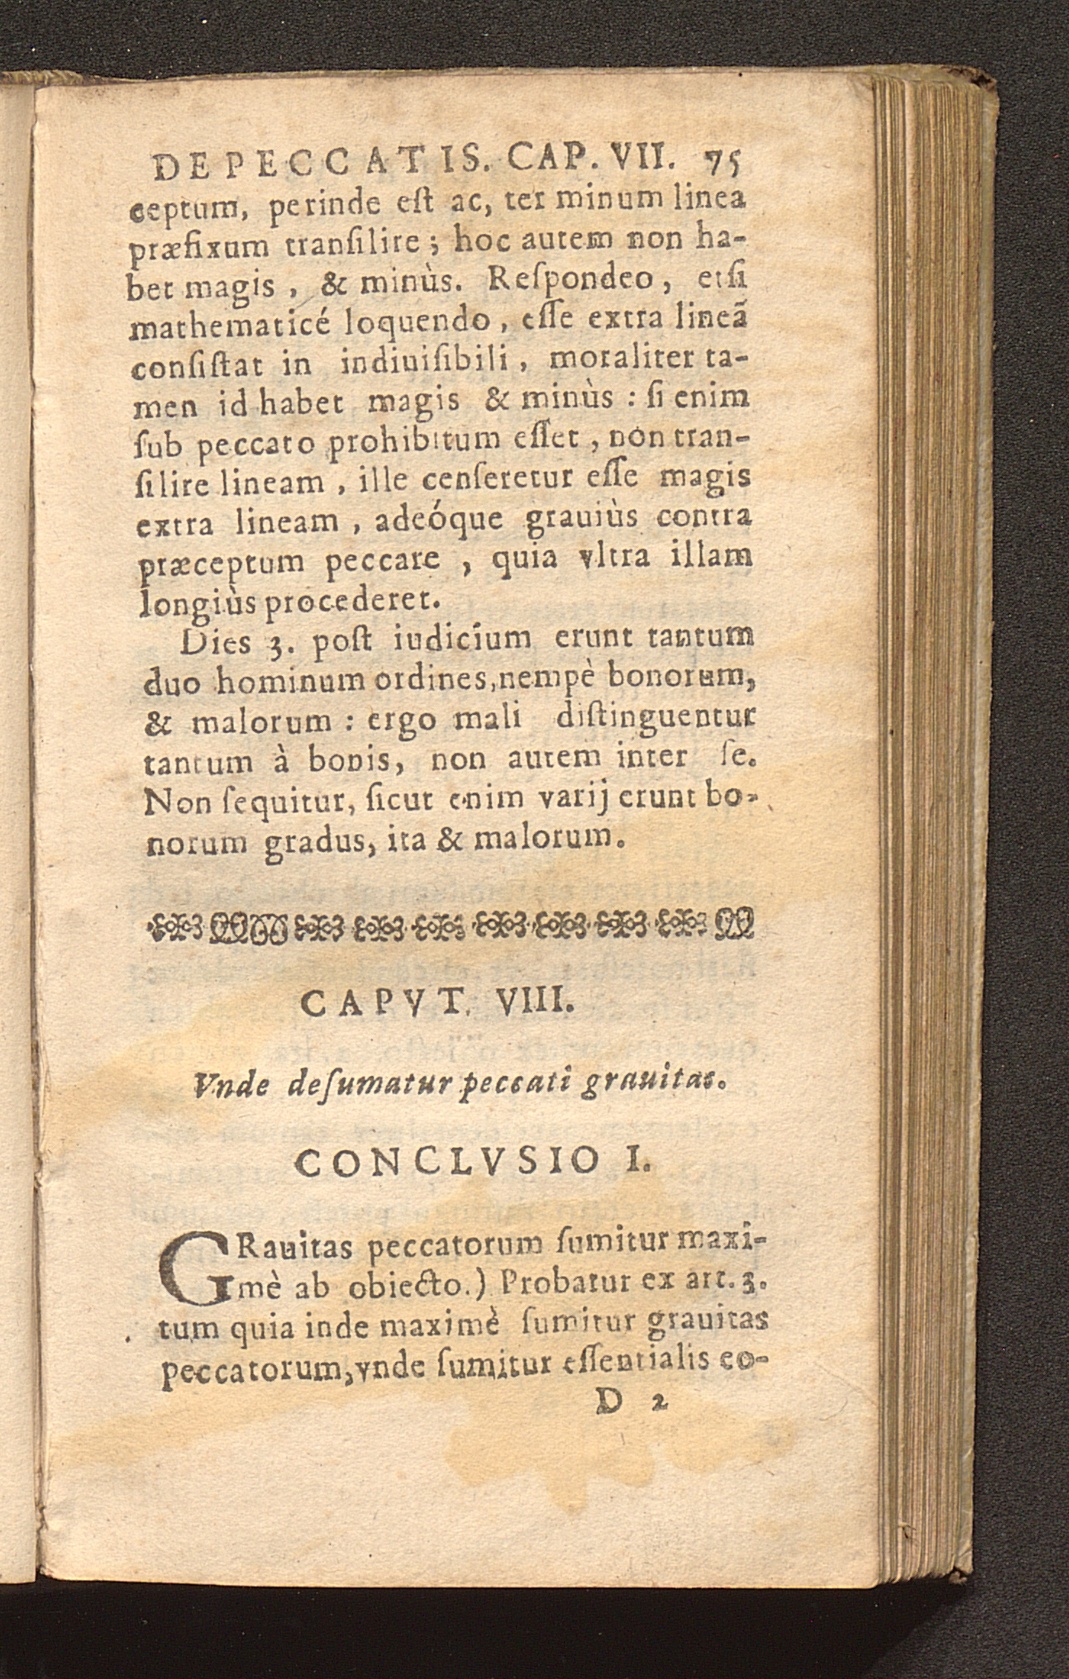 DE PECCATIS. CAP. VII. 75
ceptum, perinde eſt ac, ter minum linea
præfixum tranſilire; hoc autem non ha-
bet magis, & minùs. Reſpondeo, etſi
mathematicé loquendo, eſſe extra lineã
conſiſtat in indiuiſibili, moraliter ta-
men id habet magis & minùs: ſi enim
ſub peccato prohibitum eſſet, non tran-
ſilire lineam, ille cenſeretur eſſe magis
extra lineam, adeóque grauiùs contra
præceptum peccare, quia vltra illam
longiùs procederet.
Dies 3. poſt iudicium erunt tantum
duo hominum ordines, nempè bonorum,
& malorum: ergo mali diſtinguentur
tantum à bonis, non autem inter ſe.
Non ſequitur, ſicut enim varij erunt bo-
norum gradus, ita & malorum.
CAPVT. VIII.
Vnde deſumatur peccati grauitas.
CONCLVSIO I.
GRauitas peccatorum ſumitur maxi-
mè ab obiecto.) Probatur ex art. 3.
tum quia inde maximè ſumitur grauitas
peccatorum, vnde ſumitur eſſentialis eo-
D 2